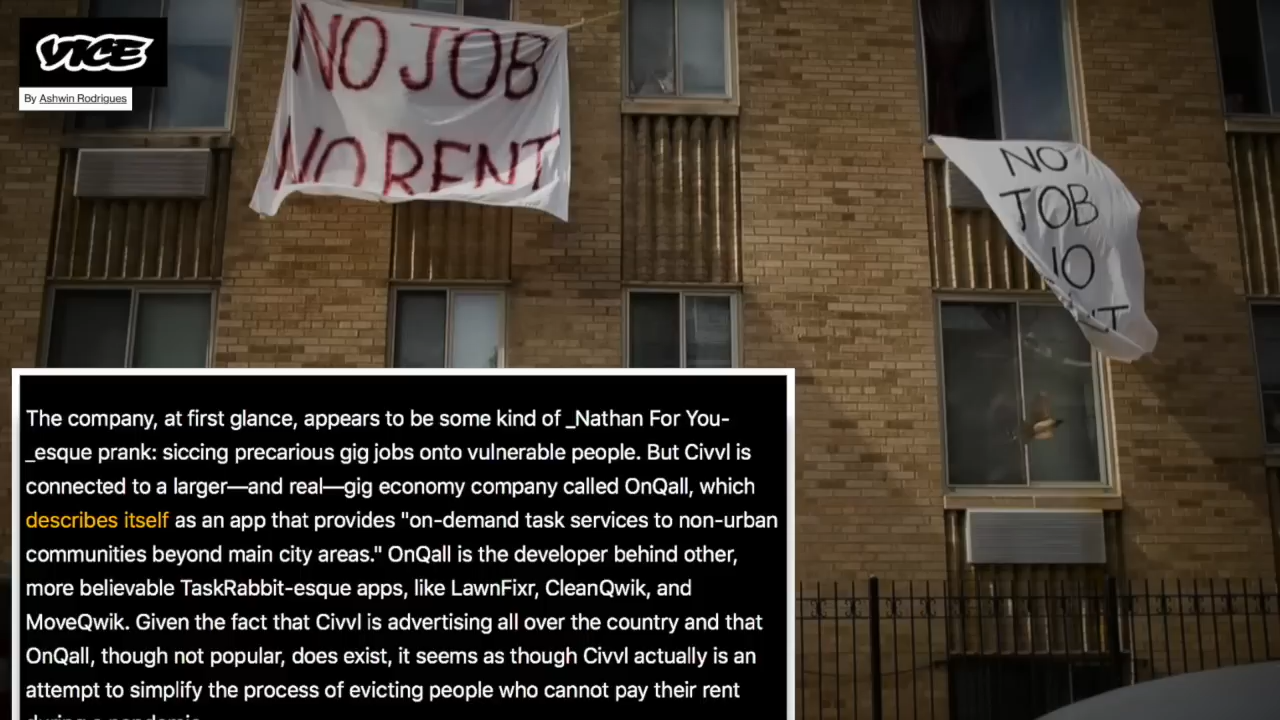 VICE
By Ashwin Rodrigues
NO JOB
NO RENT
NO
JOB
The company, at first glance, appears to be some kind of _Nathan For You-
_esque prank: siccing precarious gig jobs onto vulnerable people. But Civvl is
connected to a larger—and real—gig economy company called OnQall, which
describes itself as an app that provides "on-demand task services to non-urban
communities beyond main city areas." OnQall is the developer behind other,
more believable TaskRabbit-esque apps, like LawnFixr, CleanQwik, and
MoveQwik. Given the fact that Civvl is advertising all over the country and that
OnQall, though not popular, does exist, it seems as though Civvl actually is an
attempt to simplify the process of evicting people who cannot pay their rent